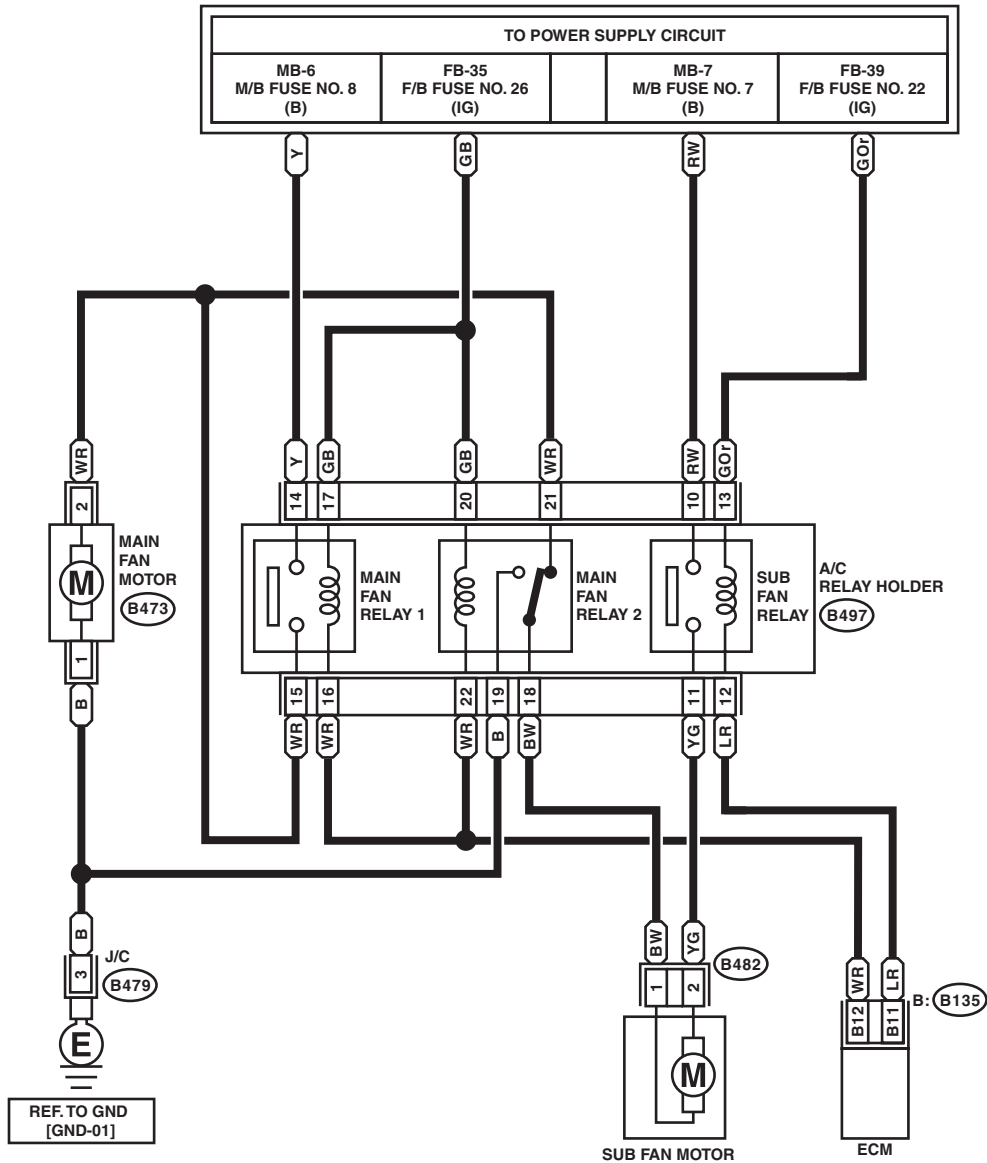 TO POWER SUPPLY CIRCUIT
MB-6
M/B FUSE NO. 8
(B)
FB-35
F/B FUSE NO. 26
(IG)
MB-7
M/B FUSE NO. 7
(B)
FB-39
F/B FUSE NO. 22
(IG)
Y
GB
RW
GOr
WR
Y
GB
GB
WR
RW
GOr
2
14
17
20
21
10
13
M
MAIN
FAN
MOTOR
B473
MAIN
FAN
RELAY 1
MAIN
FAN
RELAY 2
SUB
FAN
RELAY
A/C
RELAY HOLDER
B497
1
15
16
22
19
18
11
12
B
WR
WR
WR
B
BW
YG
LR
B
J/C
3
B479
E
REF. TO GND
[GND-01]
BW
YG
B482
1
2
M
SUB FAN MOTOR
WR
LR
B: B135
B12
B11
ECM